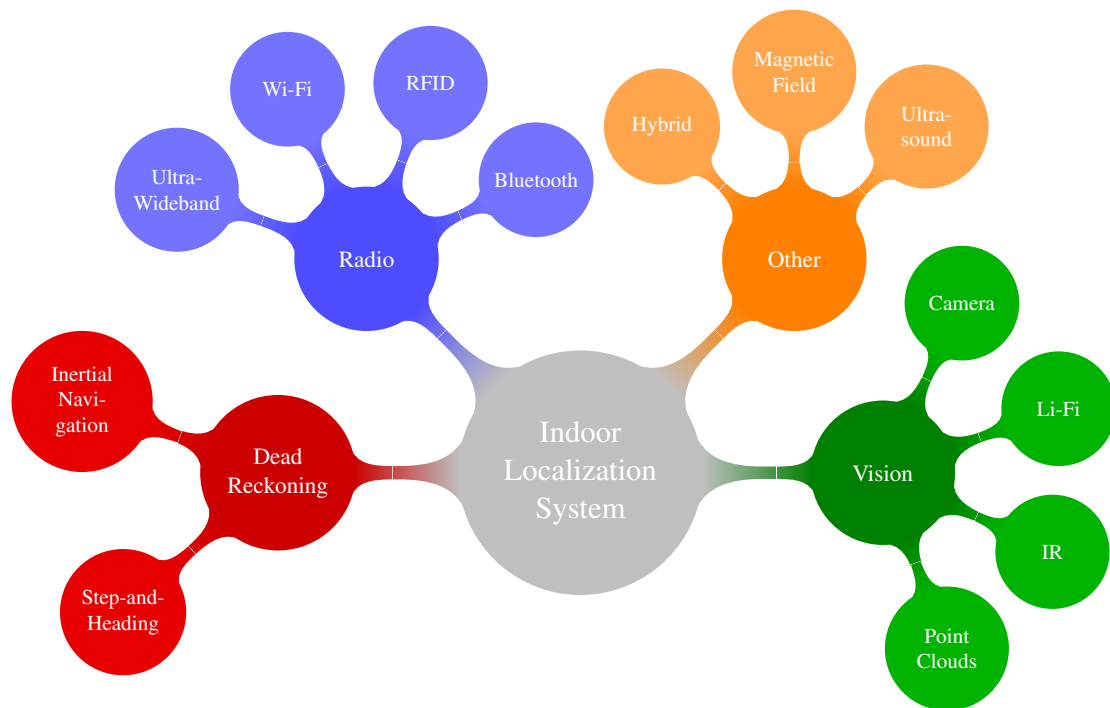 Indoor
Localization
System
Dead
Reckoning
Inertial
Navi-
gation
Step-and-
Heading
Radio
Ultra-
Wideband
Wi-Fi
RFID
Bluetooth
Other
Hybrid
Magnetic
Field
Ultra-
sound
Vision
Camera
Li-Fi
IR
Point
Clouds